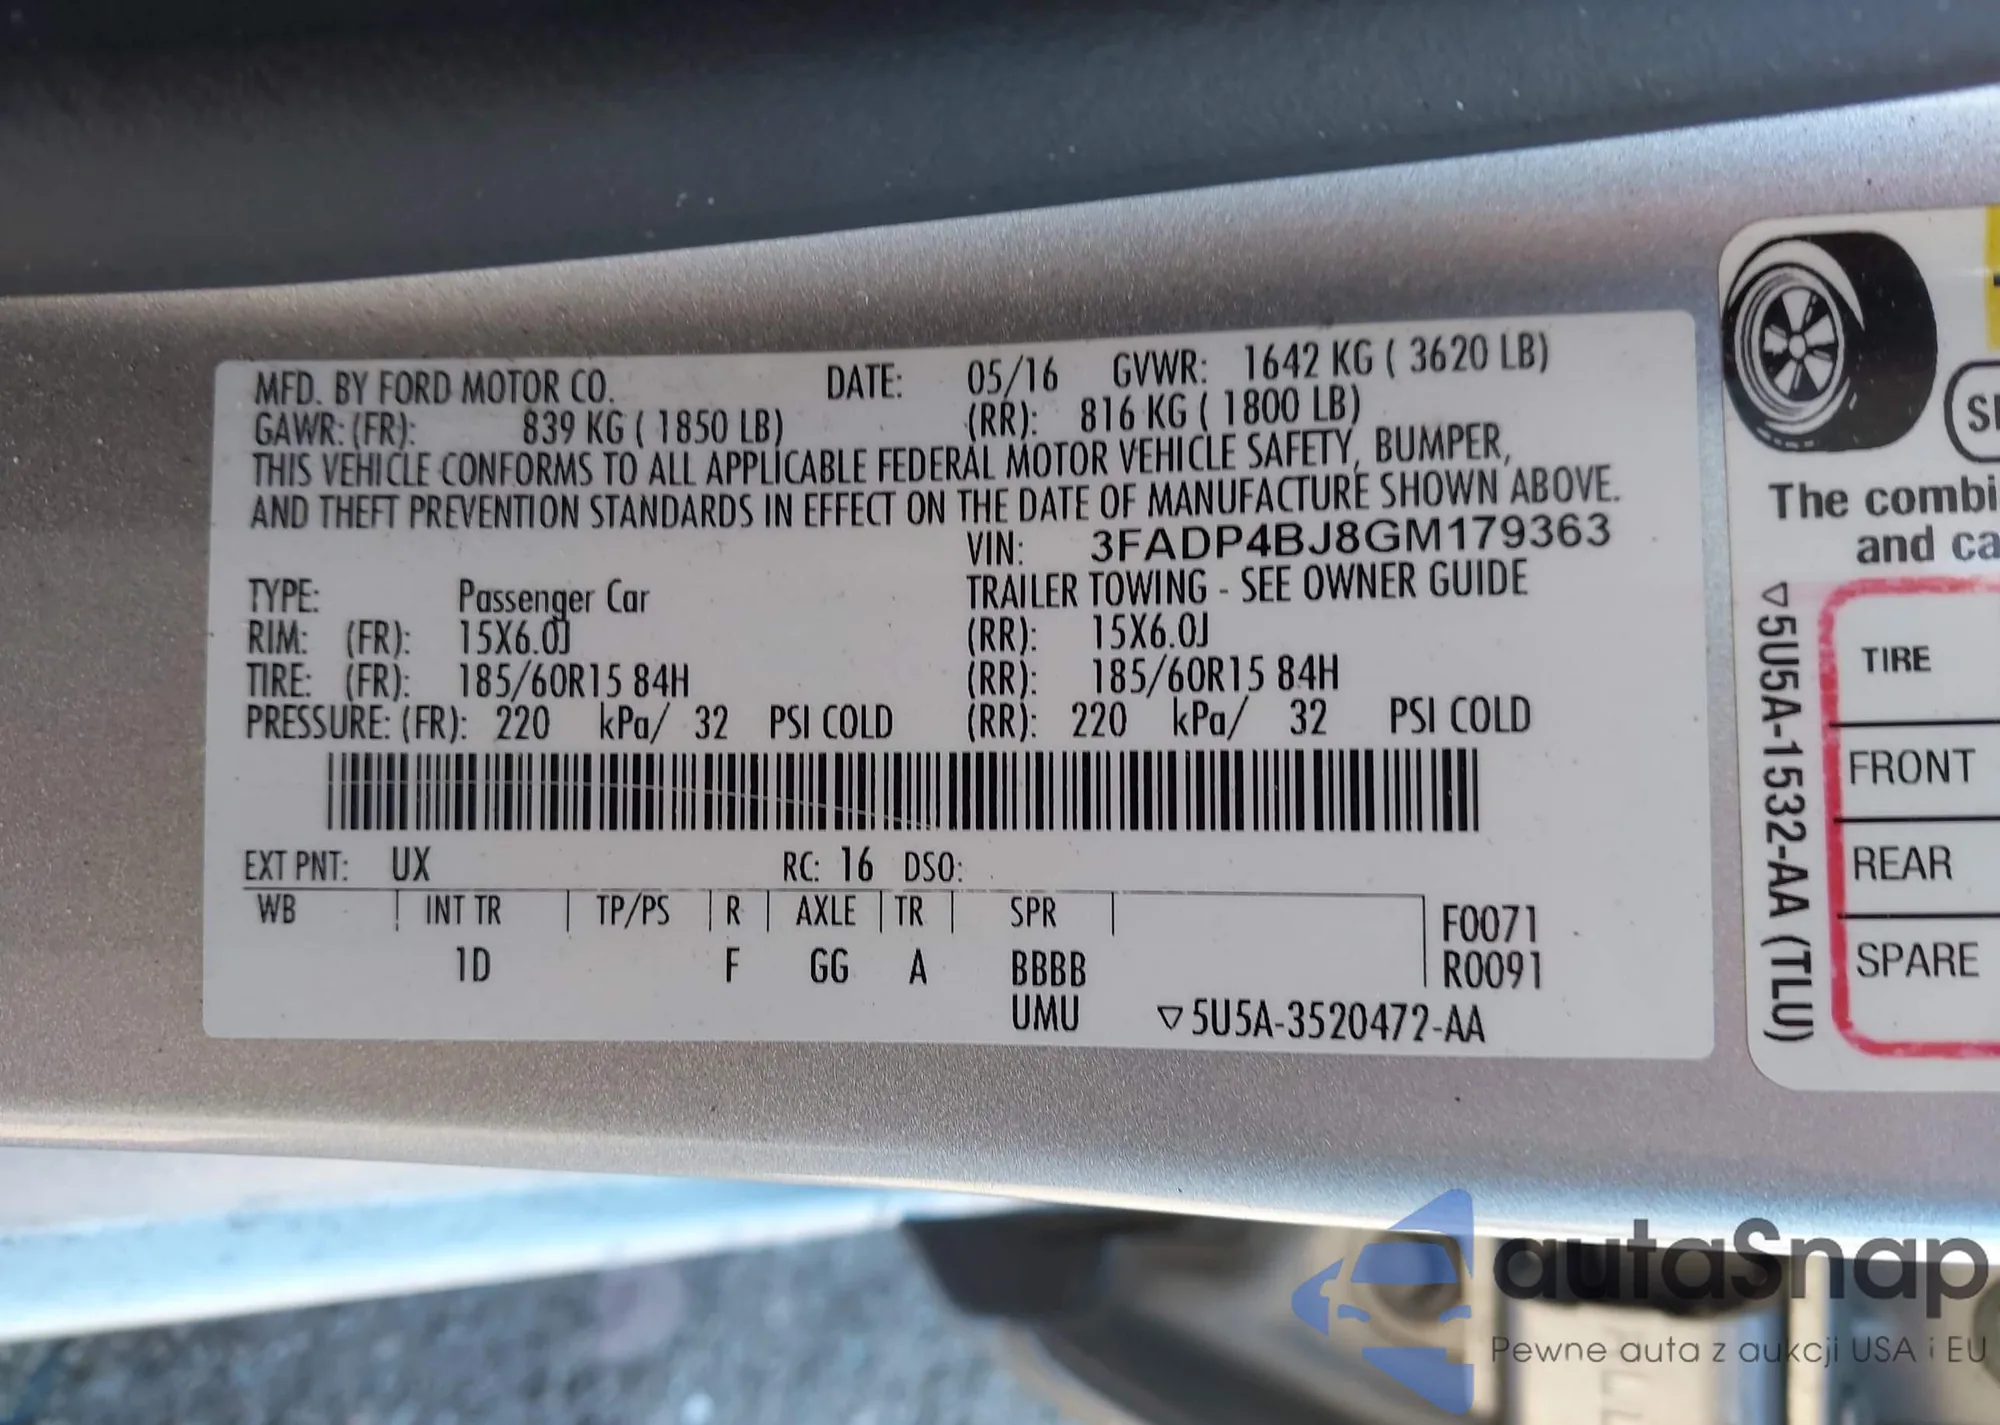 MFD. BY FORD MOTOR CO. DATE: 05/16 GVWR: 1642 KG ( 3620 LB)
GAWR: (FR): 839 KG ( 1850 LB) (RR): 816 KG ( 1800 LB)
THIS VEHICLE CONFORMS TO ALL APPLICABLE FEDERAL MOTOR VEHICLE SAFETY, BUMPER,
AND THEFT PREVENTION STANDARDS IN EFFECT ON THE DATE OF MANUFACTURE SHOWN ABOVE.
VIN: 3FADP4BJ8GM179363
TYPE: Passenger Car TRAILER TOWING - SEE OWNER GUIDE
RIM: (FR): 15X6.0J (RR): 15X6.0J
TIRE: (FR): 185/60R15 84H (RR): 185/60R15 84H
PRESSURE: (FR): 220 kPa/ 32 PSI COLD (RR): 220 kPa/ 32 PSI COLD
EXT PNT: UX RC: 16 DSO:
WB INT TR TP/PS R AXLE TR SPR F0071
1D F GG A BBBB R0091
UMU ▽5U5A-3520472-AA
The combi
and ca
▽5U5A-1532-AA (TLU)
TIRE
FRONT
REAR
SPARE
autaSnap
Pewne auta z aukcji USA i EU